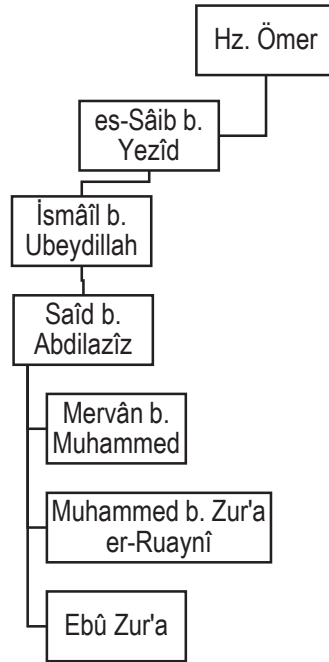 Hz. Ömer
es-Sâib b.
Yezîd
İsmâîl b.
Ubeydillah
Saîd b.
Abdilazîz
Mervân b.
Muhammed
Muhammed b. Zur'a
er-Ruaynî
Ebû Zur'a